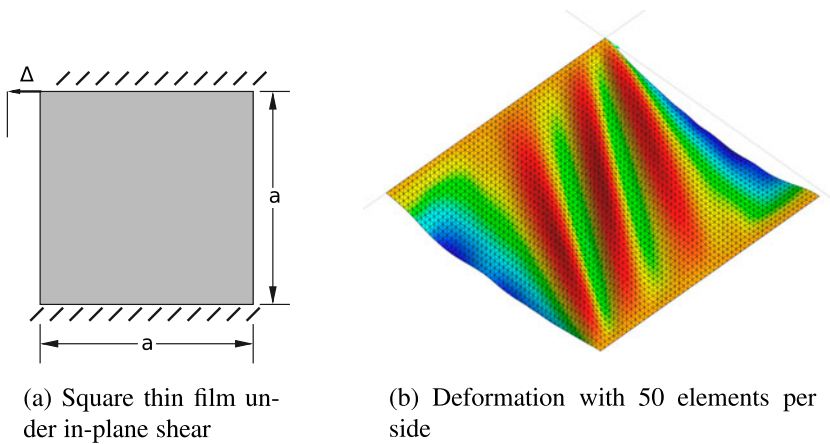 Δ
a
a
(a) Square thin film un-
der in-plane shear
(b) Deformation with 50 elements per
side